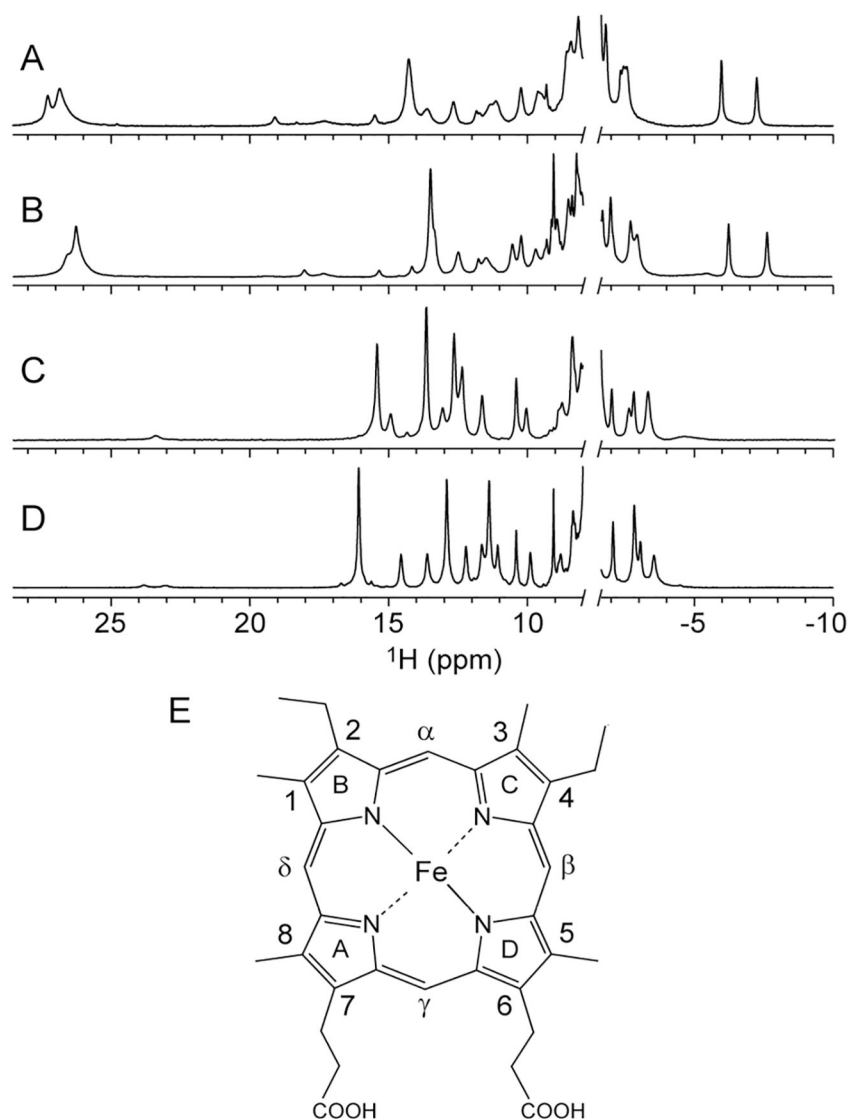 A
B
C
D
25 20 15 10 -5 -10
¹H (ppm)
E
2 α 3
B C
1 4
N N
δ Fe β
N N
8 A D 5
7 γ 6
COOH COOH